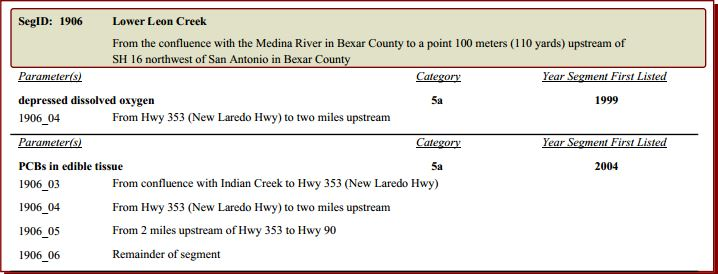 SegID: 1906 Lower Leon Creek
From the confluence with the Medina River in Bexar County to a point 100 meters (110 yards) upstream of
SH 16 northwest of San Antonio in Bexar County
Parameter(s) Category Year Segment First Listed
depressed dissolved oxygen 5a 1999
1906_04 From Hwy 353 (New Laredo Hwy) to two miles upstream
Parameter(s) Category Year Segment First Listed
PCBs in edible tissue 5a 2004
1906_03 From confluence with Indian Creek to Hwy 353 (New Laredo Hwy)
1906_04 From Hwy 353 (New Laredo Hwy) to two miles upstream
1906_05 From 2 miles upstream of Hwy 353 to Hwy 90
1906_06 Remainder of segment